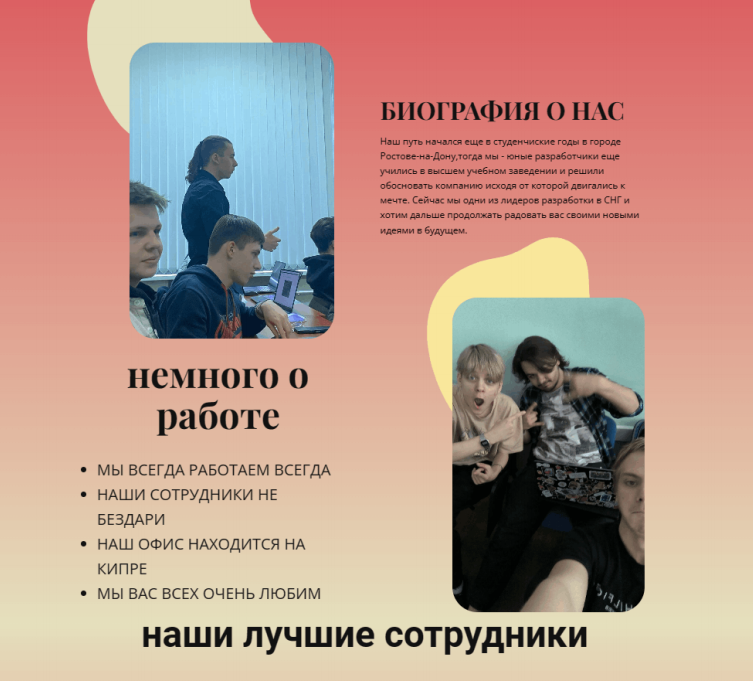 БИОГРАФИЯ О НАС
Наш путь начался еще в студенчиские годы в городе
Ростове-на-Дону,тогда мы - юные разработчики еще
учились в высшем учебном заведении и решили
обосновать компанию исходя от которой двигались к
мечте. Сейчас мы одни из лидеров разработки в СНГ и
хотим дальше продолжать радовать вас своими новыми
идеями в будущем.
немного о
работе
• МЫ ВСЕГДА РАБОТАЕМ ВСЕГДА
• НАШИ СОТРУДНИКИ НЕ
БЕЗДАРИ
• НАШ ОФИС НАХОДИТСЯ НА
КИПРЕ
• МЫ ВАС ВСЕХ ОЧЕНЬ ЛЮБИМ
наши лучшие сотрудники